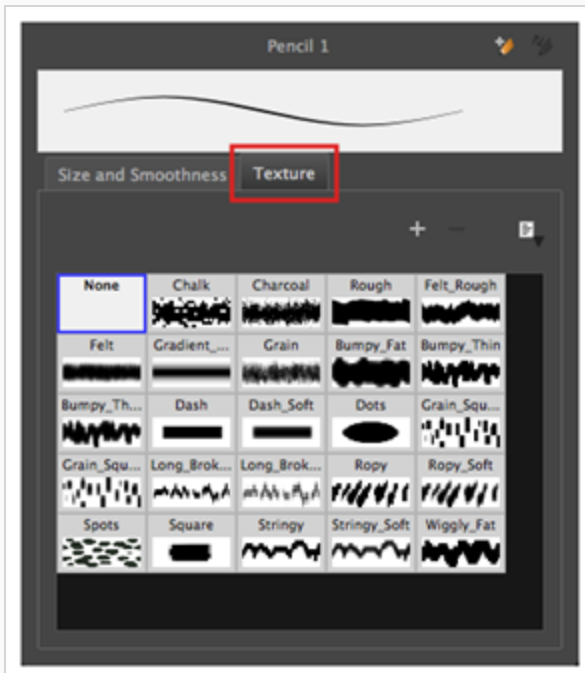 Pencil 1
Size and Smoothness Texture
None Chalk Charcoal Rough Felt_Rough
Felt Gradient_... Grain Bumpy_Fat Bumpy_Thin
Bumpy_Th... Dash Dash_Soft Dots Grain_Squ...
Grain_Squ... Long_Brok... Long_Brok... Ropy Ropy_Soft
Spots Square Stringy Stringy_Soft Wiggly_Fat